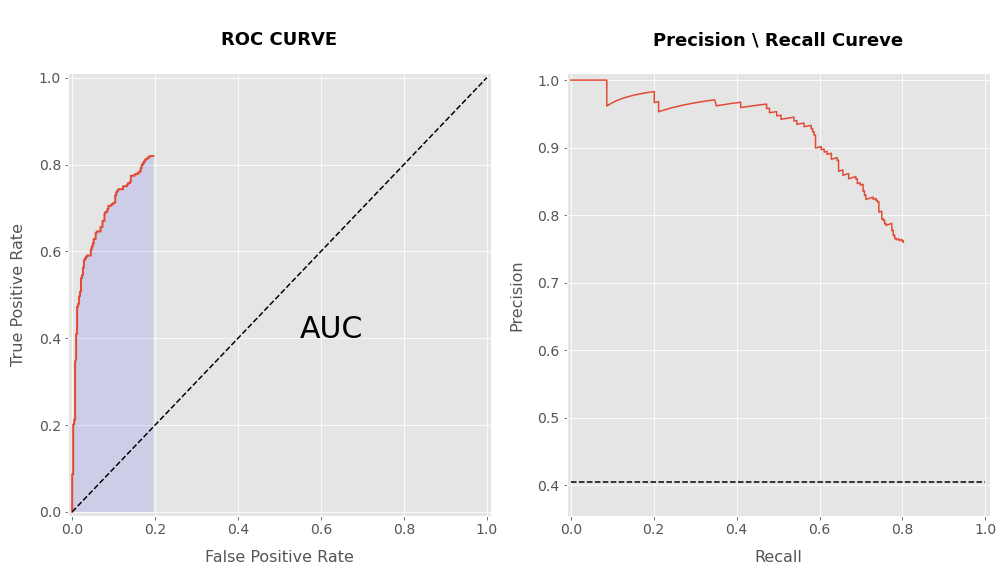 ROC CURVE
1.0
0.8
0.6
0.4
0.2
0.0
True Positive Rate
AUC
0.0 0.2 0.4 0.6 0.8 1.0
False Positive Rate
Precision \ Recall Cureve
1.0
0.9
0.8
0.7
0.6
0.5
0.4
Precision
0.0 0.2 0.4 0.6 0.8 1.0
Recall